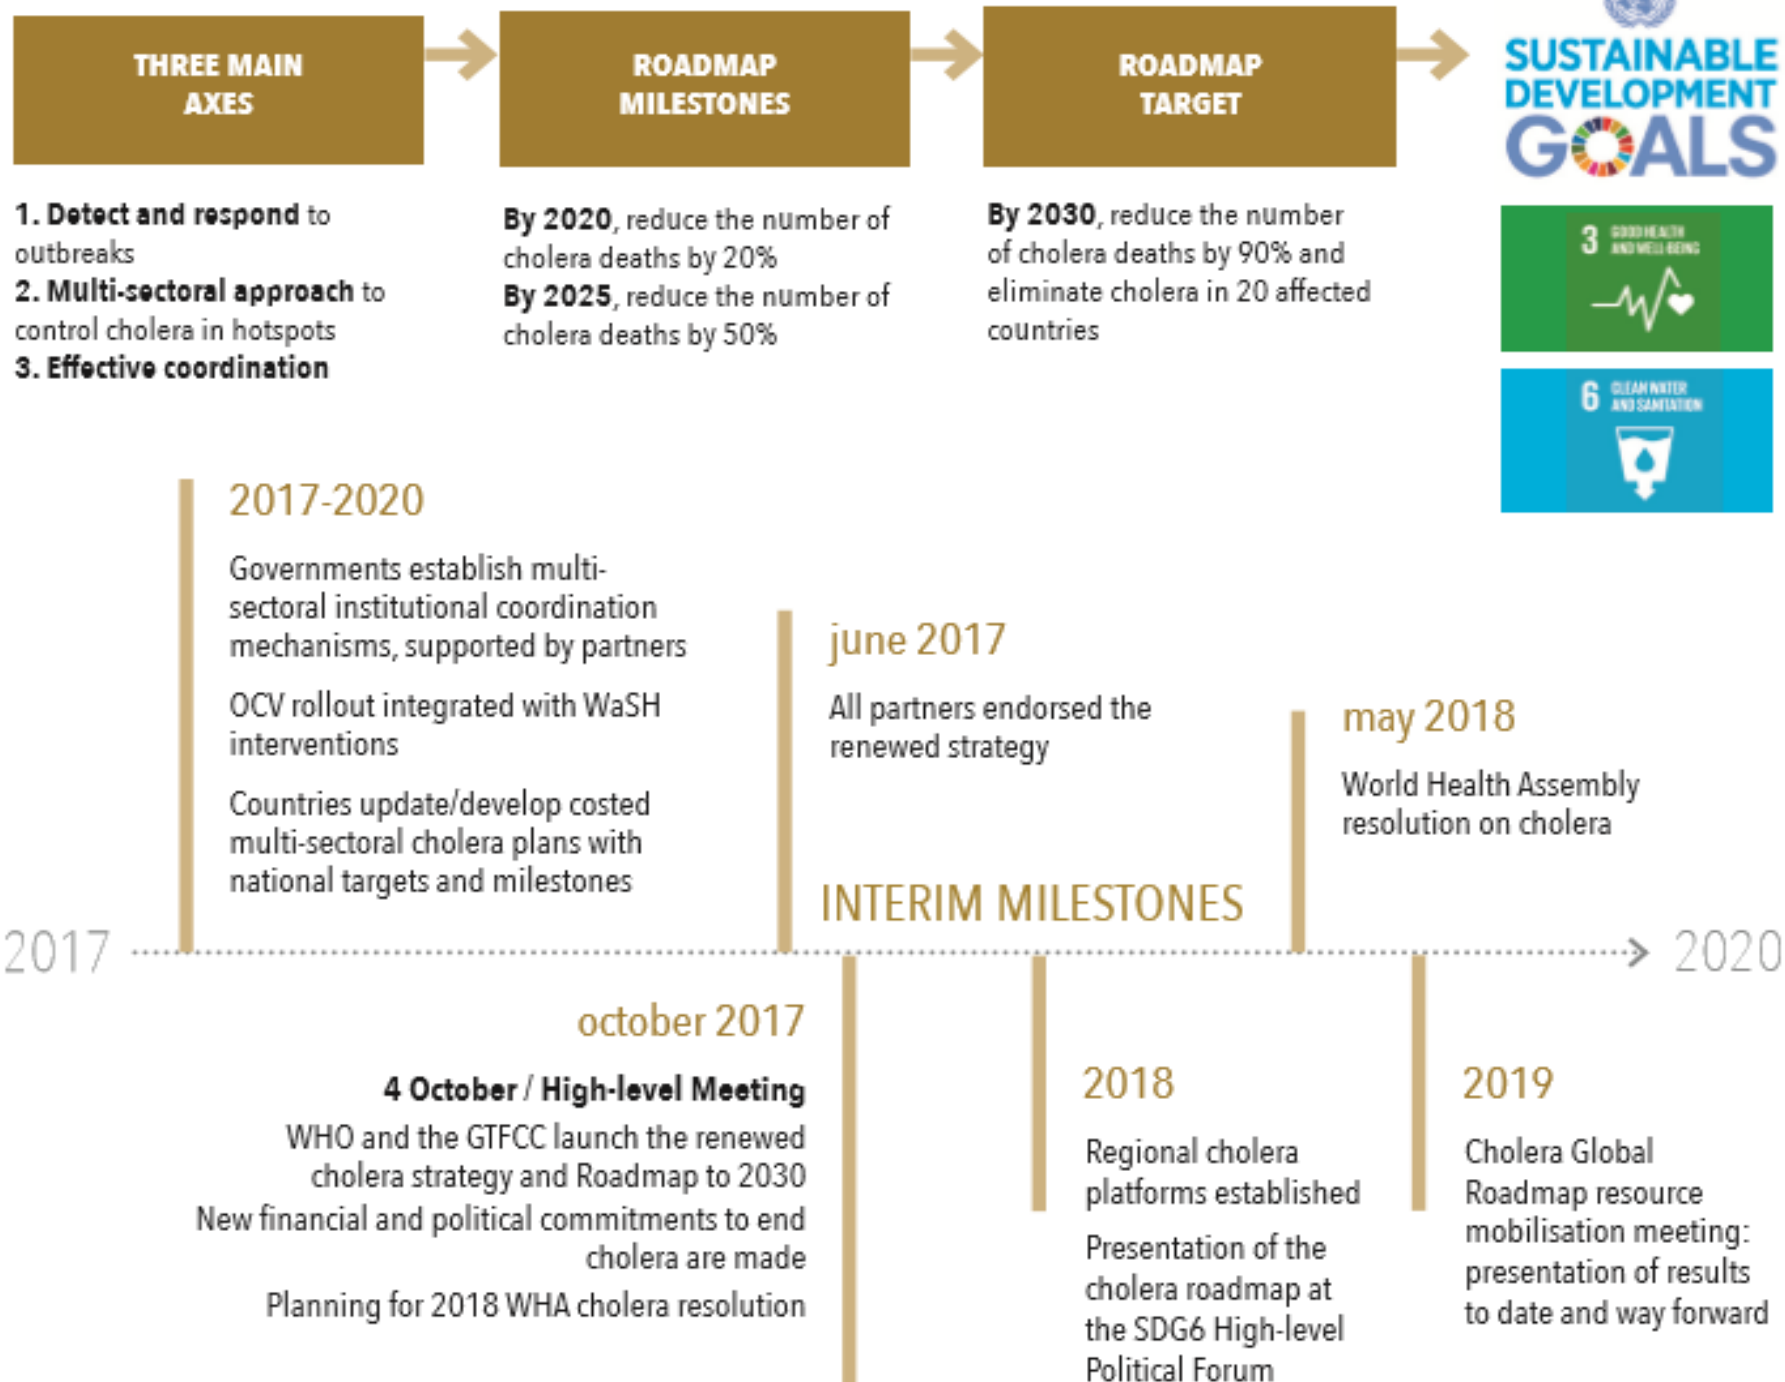 THREE MAIN
AXES
ROADMAP
MILESTONES
ROADMAP
TARGET
SUSTAINABLE
DEVELOPMENT
GOALS
1. Detect and respond to
outbreaks
2. Multi-sectoral approach to
control cholera in hotspots
3. Effective coordination
By 2020, reduce the number of
cholera deaths by 20%
By 2025, reduce the number of
cholera deaths by 50%
By 2030, reduce the number
of cholera deaths by 90% and
eliminate cholera in 20 affected
countries
3 GOOD HEALTH
AND WELL-BEING
6 CLEAN WATER
AND SANITATION
2017-2020
Governments establish multi-
sectoral institutional coordination
mechanisms, supported by partners
OCV rollout integrated with WaSH
interventions
Countries update/develop costed
multi-sectoral cholera plans with
national targets and milestones
june 2017
All partners endorsed the
renewed strategy
may 2018
World Health Assembly
resolution on cholera
INTERIM MILESTONES
2017
2020
october 2017
4 October / High-level Meeting
WHO and the GTFCC launch the renewed
cholera strategy and Roadmap to 2030
New financial and political commitments to end
cholera are made
Planning for 2018 WHA cholera resolution
2018
Regional cholera
platforms established
Presentation of the
cholera roadmap at
the SDG6 High-level
Political Forum
2019
Cholera Global
Roadmap resource
mobilisation meeting:
presentation of results
to date and way forward